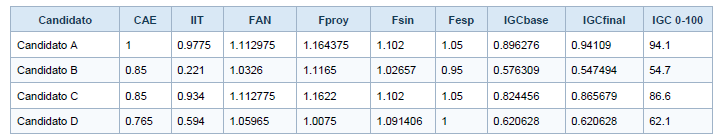 Candidato CAE IIT FAN Fproy Fsin Fesp IGCbase IGCfinal IGC 0-100
Candidato A 1 0.9775 1.112975 1.164375 1.102 1.05 0.896276 0.94109 94.1
Candidato B 0.85 0.221 1.0326 1.1165 1.02657 0.95 0.576309 0.547494 54.7
Candidato C 0.85 0.934 1.112775 1.1622 1.102 1.05 0.824456 0.865679 86.6
Candidato D 0.765 0.594 1.05965 1.0075 1.091406 1 0.620628 0.620628 62.1